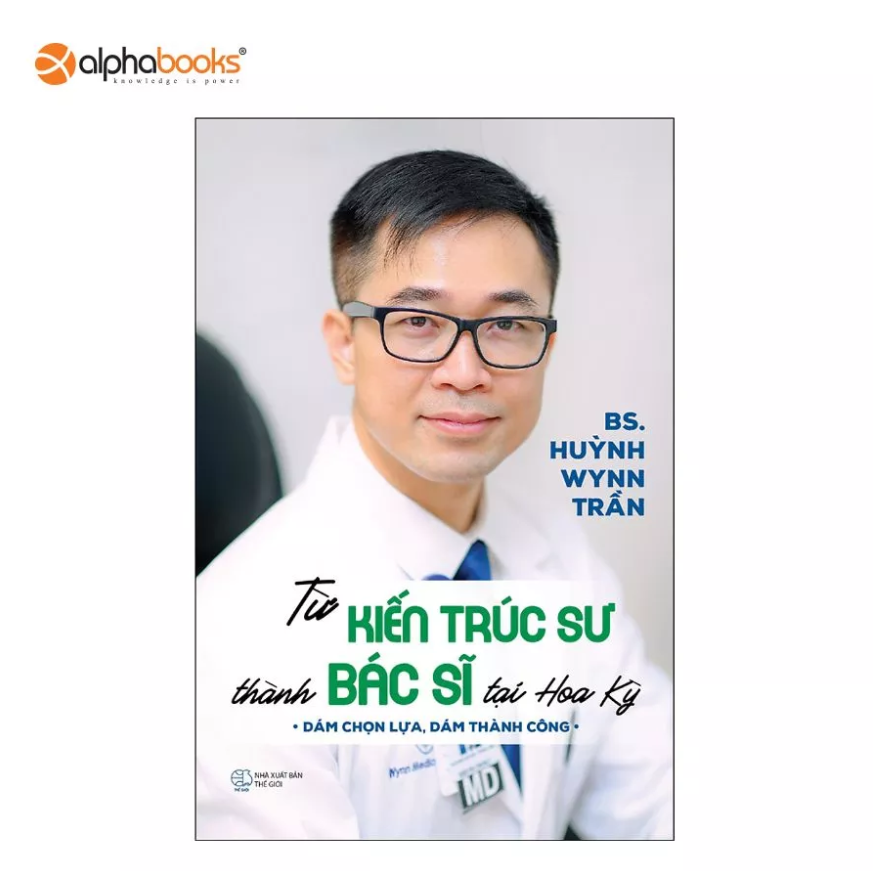 alphabooks®
knowledge is power
BS.
HUỲNH
WYNN
TRẦN
Từ KIẾN TRÚC SƯ
thành BÁC SĨ tại Hoa Kỳ
• DÁM CHỌN LỰA, DÁM THÀNH CÔNG •
Wynn Medic
MD
NHÀ XUẤT BẢN
THẾ GIỚI